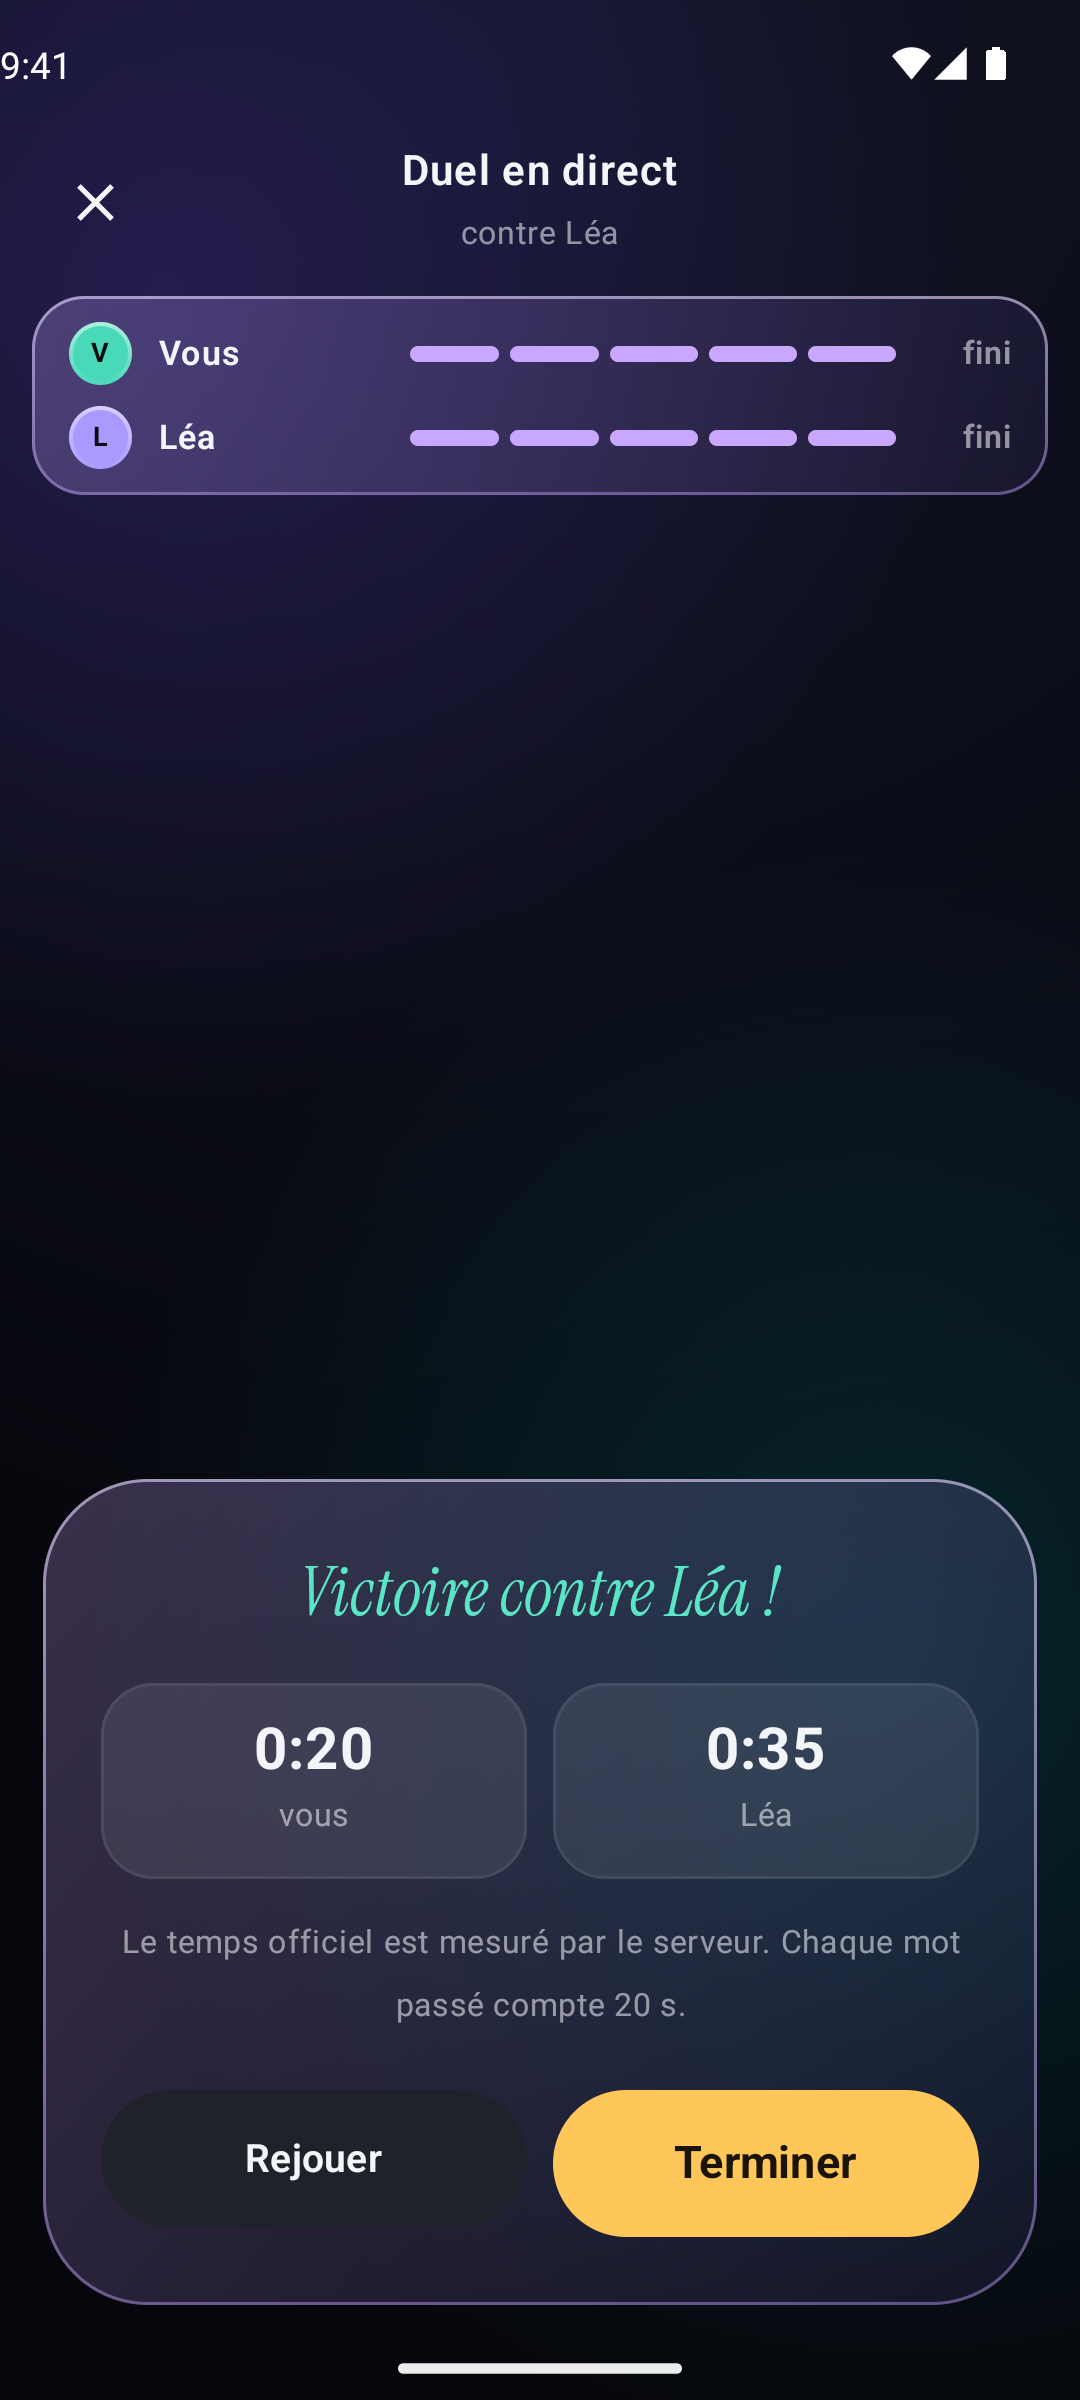 9:41
Duel en direct
contre Léa
V Vous fini
L Léa fini
Victoire contre Léa !
0:20 0:35
vous Léa
Le temps officiel est mesuré par le serveur. Chaque mot
passé compte 20 s.
Rejouer Terminer